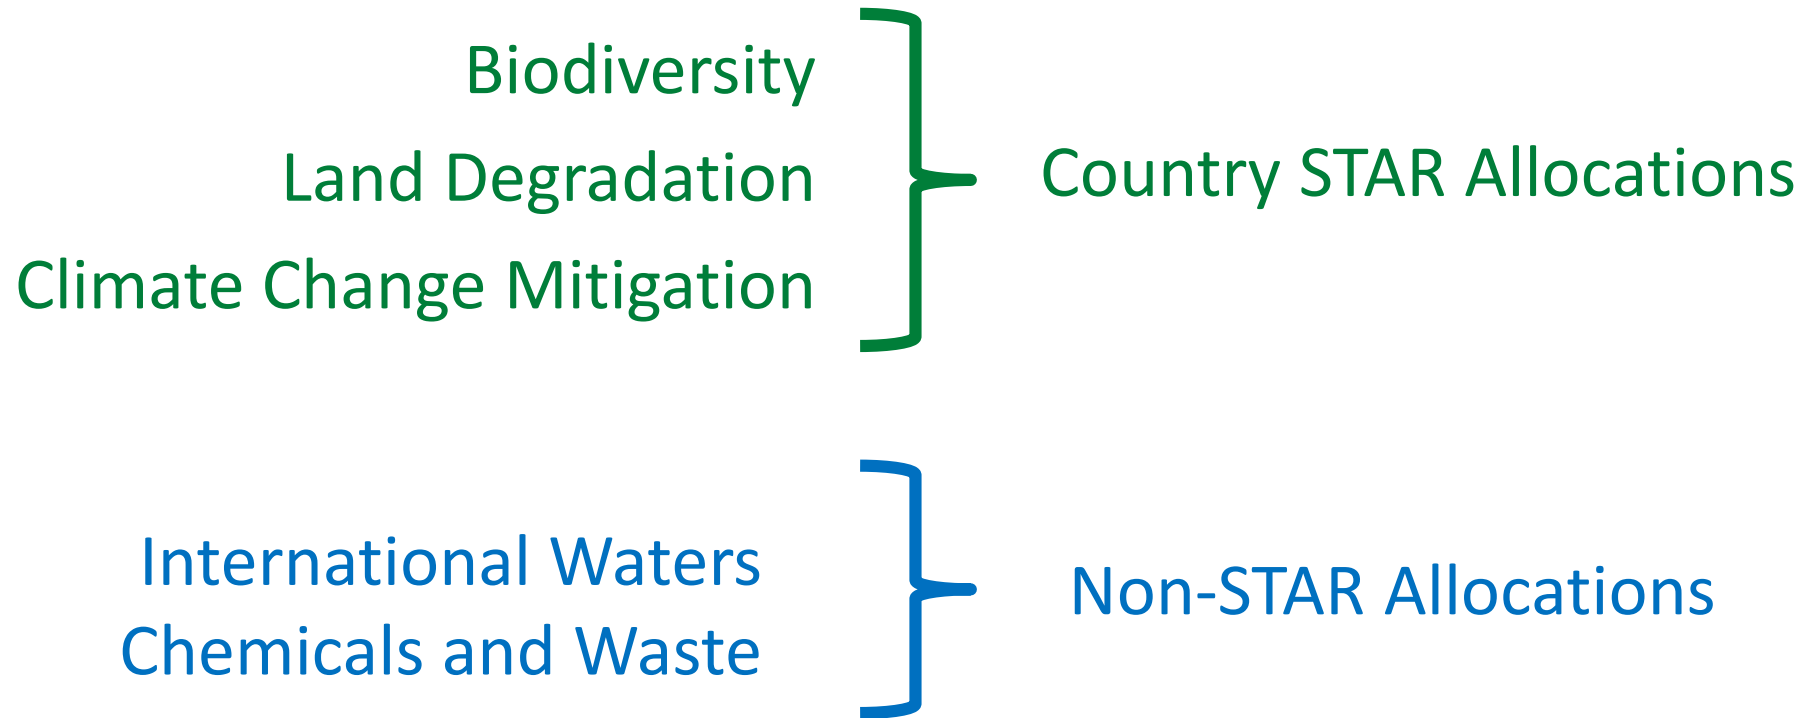 Biodiversity
Land Degradation
Climate Change Mitigation
Country STAR Allocations
International Waters
Chemicals and Waste
Non-STAR Allocations